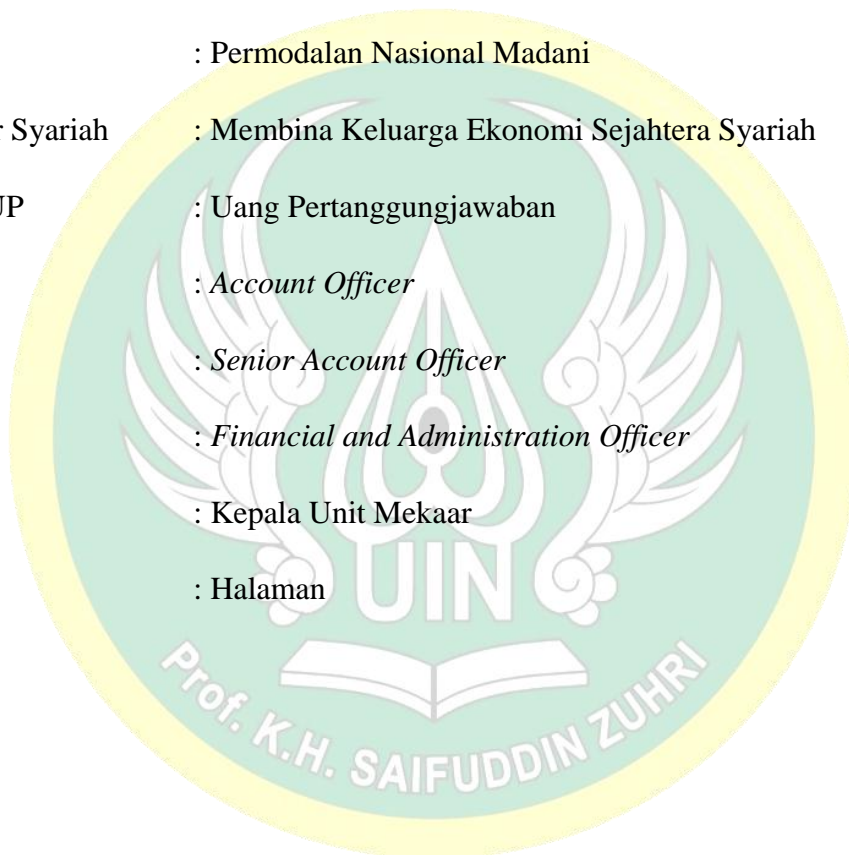 : Permodalan Nasional Madani
r Syariah : Membina Keluarga Ekonomi Sejahtera Syariah
UP : Uang Pertanggungjawaban
: Account Officer
: Senior Account Officer
: Financial and Administration Officer
: Kepala Unit Mekaar
: Halaman
UIN
Prof. K.H. SAIFUDDIN ZUHRI